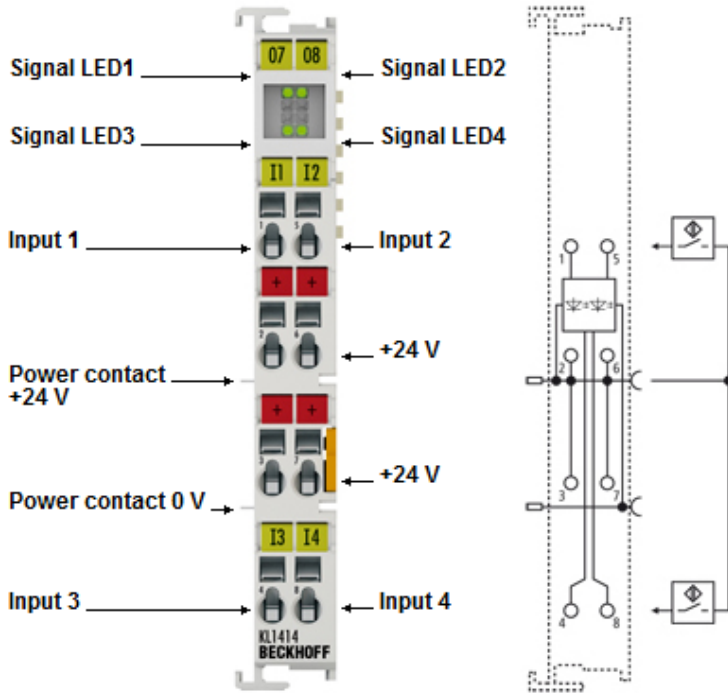 07 08
Signal LED1
Signal LED2
Signal LED3
Signal LED4
I1 I2
1 5
Input 1
Input 2
+ +
2 6
+24 V
Power contact
+24 V
+ +
3 7
+24 V
Power contact 0 V
I3 I4
4 8
Input 3
Input 4
KL1414
BECKHOFF
1 5
2 6
3 7
4 8